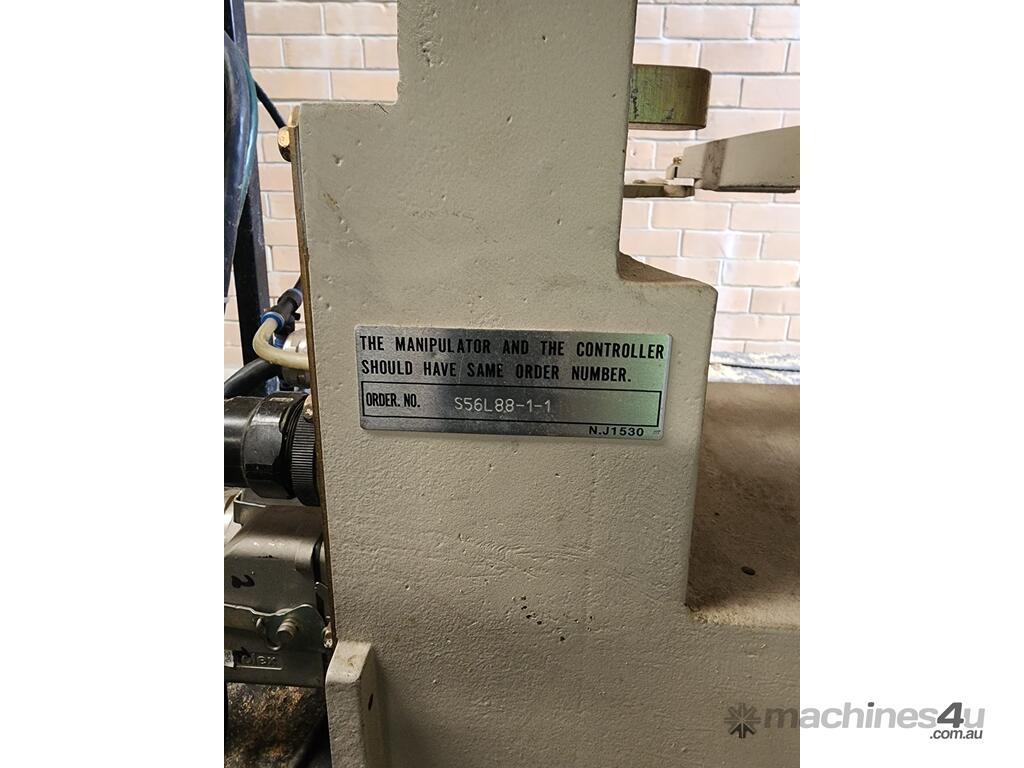 THE MANIPULATOR AND THE CONTROLLER
SHOULD HAVE SAME ORDER NUMBER.
ORDER. NO. S56L88-1-1
N.J1530
machines4u
.com.au